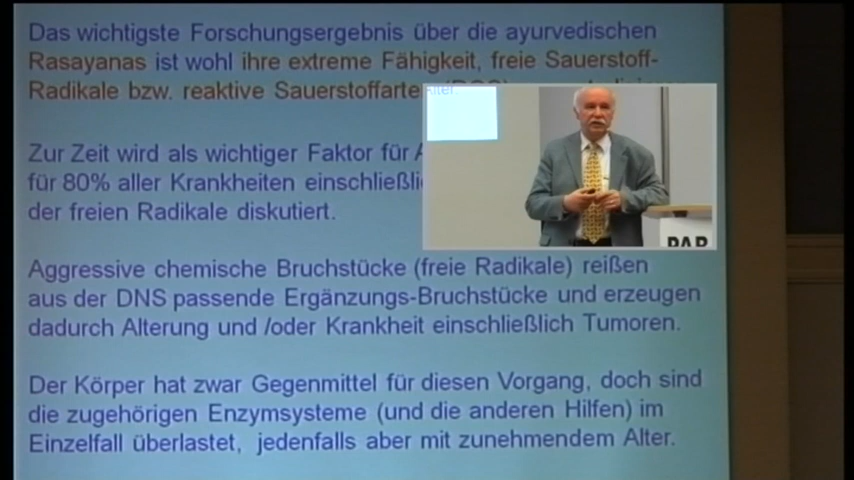 Das wichtigste Forschungsergebnis über die ayurvedischen
Rasayanas ist wohl ihre extreme Fähigkeit, freie Sauerstoff-
Radikale bzw. reaktive
Alter.
Zur Zeit wird als wichtiger Faktor für
für 80% aller Krankheiten
der freien Radikale diskutiert.
PAR
Aggressive chemische Bruchstücke (freie Radikale) reißen
aus der DNS passende Ergänzungs-Bruchstücke und erzeugen
dadurch Alterung und /oder Krankheit einschließlich Tumoren.
Der Körper hat zwar Gegenmittel für diesen Vorgang, doch sind
die zugehörigen Enzymsysteme (und die anderen Hilfen) im
Einzelfall überlastet, jedenfalls aber mit zunehmendem Alter.